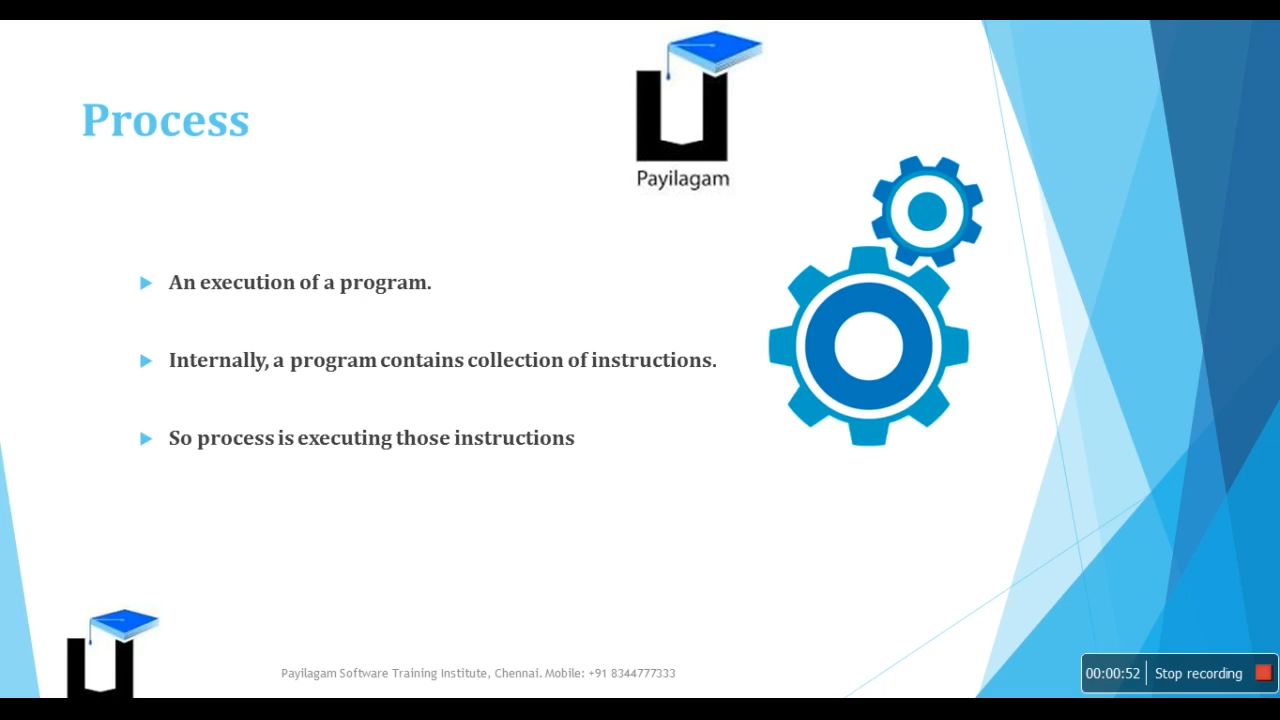 Process
Payilagam
An execution of a program.
Internally, a program contains collection of instructions.
So process is executing those instructions
Payilagam Software Training Institute, Chennai. Mobile: +91 8344777333
00:00:52 Stop recording